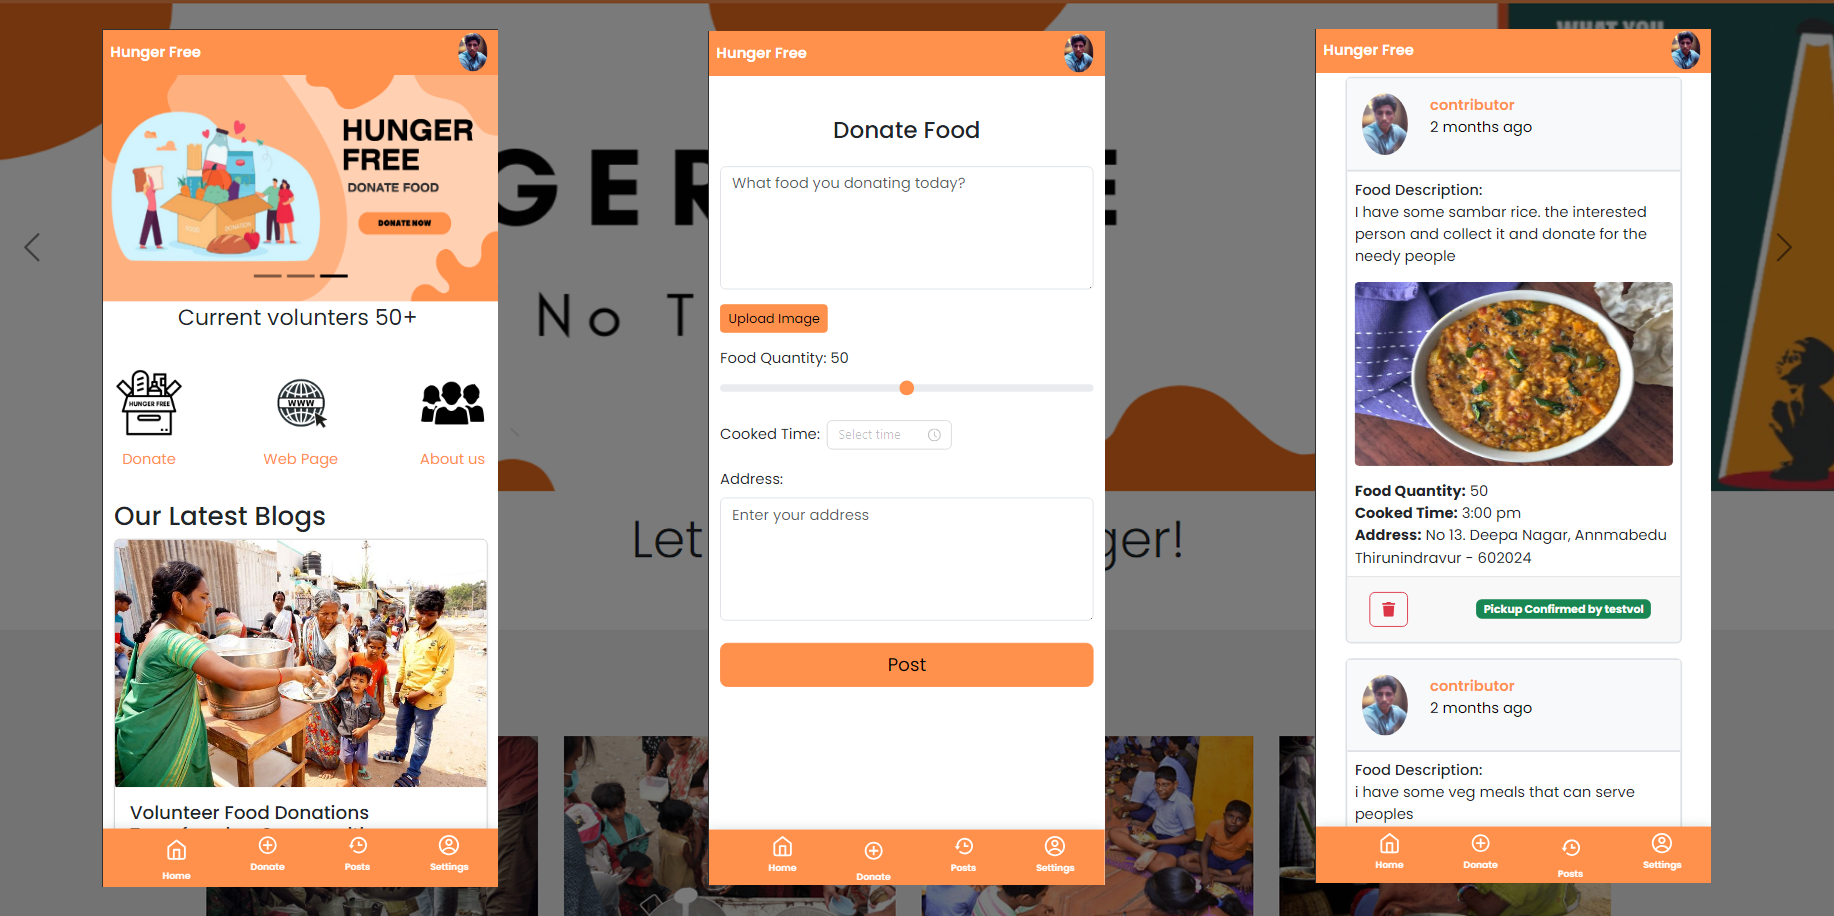 WHAT YOU
Hunger Free
HUNGER
FREE
DONATE FOOD
DONATE NOW
Current volunters 50+
HUNGER FREE
WWW
Donate
Web Page
About us
Our Latest Blogs
Volunteer Food Donations
Home
Donate
Posts
Settings
GER
E
No T
Let
ger!
Hunger Free
Donate Food
What food you donating today?
Upload Image
Food Quantity: 50
Cooked Time:
Select time
Address:
Enter your address
Post
Home
Donate
Posts
Settings
Hunger Free
contributor
2 months ago
Food Description:
I have some sambar rice. the interested
person and collect it and donate for the
needy people
Food Quantity: 50
Cooked Time: 3:00 pm
Address: No 13. Deepa Nagar, Annmabedu
Thirunindravur - 602024
Pickup Confirmed by testvol
contributor
2 months ago
Food Description:
i have some veg meals that can serve
peoples
Home
Donate
Posts
Settings